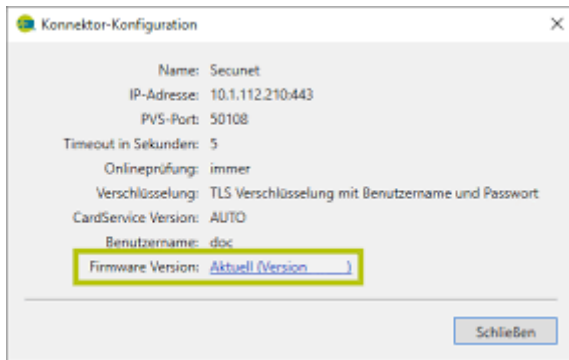 Konnektor-Konfiguration
Name: Secunet
IP-Adresse: 10.1.112.210:443
PVS-Port: 50108
Timeout in Sekunden: 5
Onlineprüfung: immer
Verschlüsselung: TLS Verschlüsselung mit Benutzername und Passwort
CardService Version: AUTO
Benutzername: doc
Firmware Version: Aktuell (Version )
Schließen